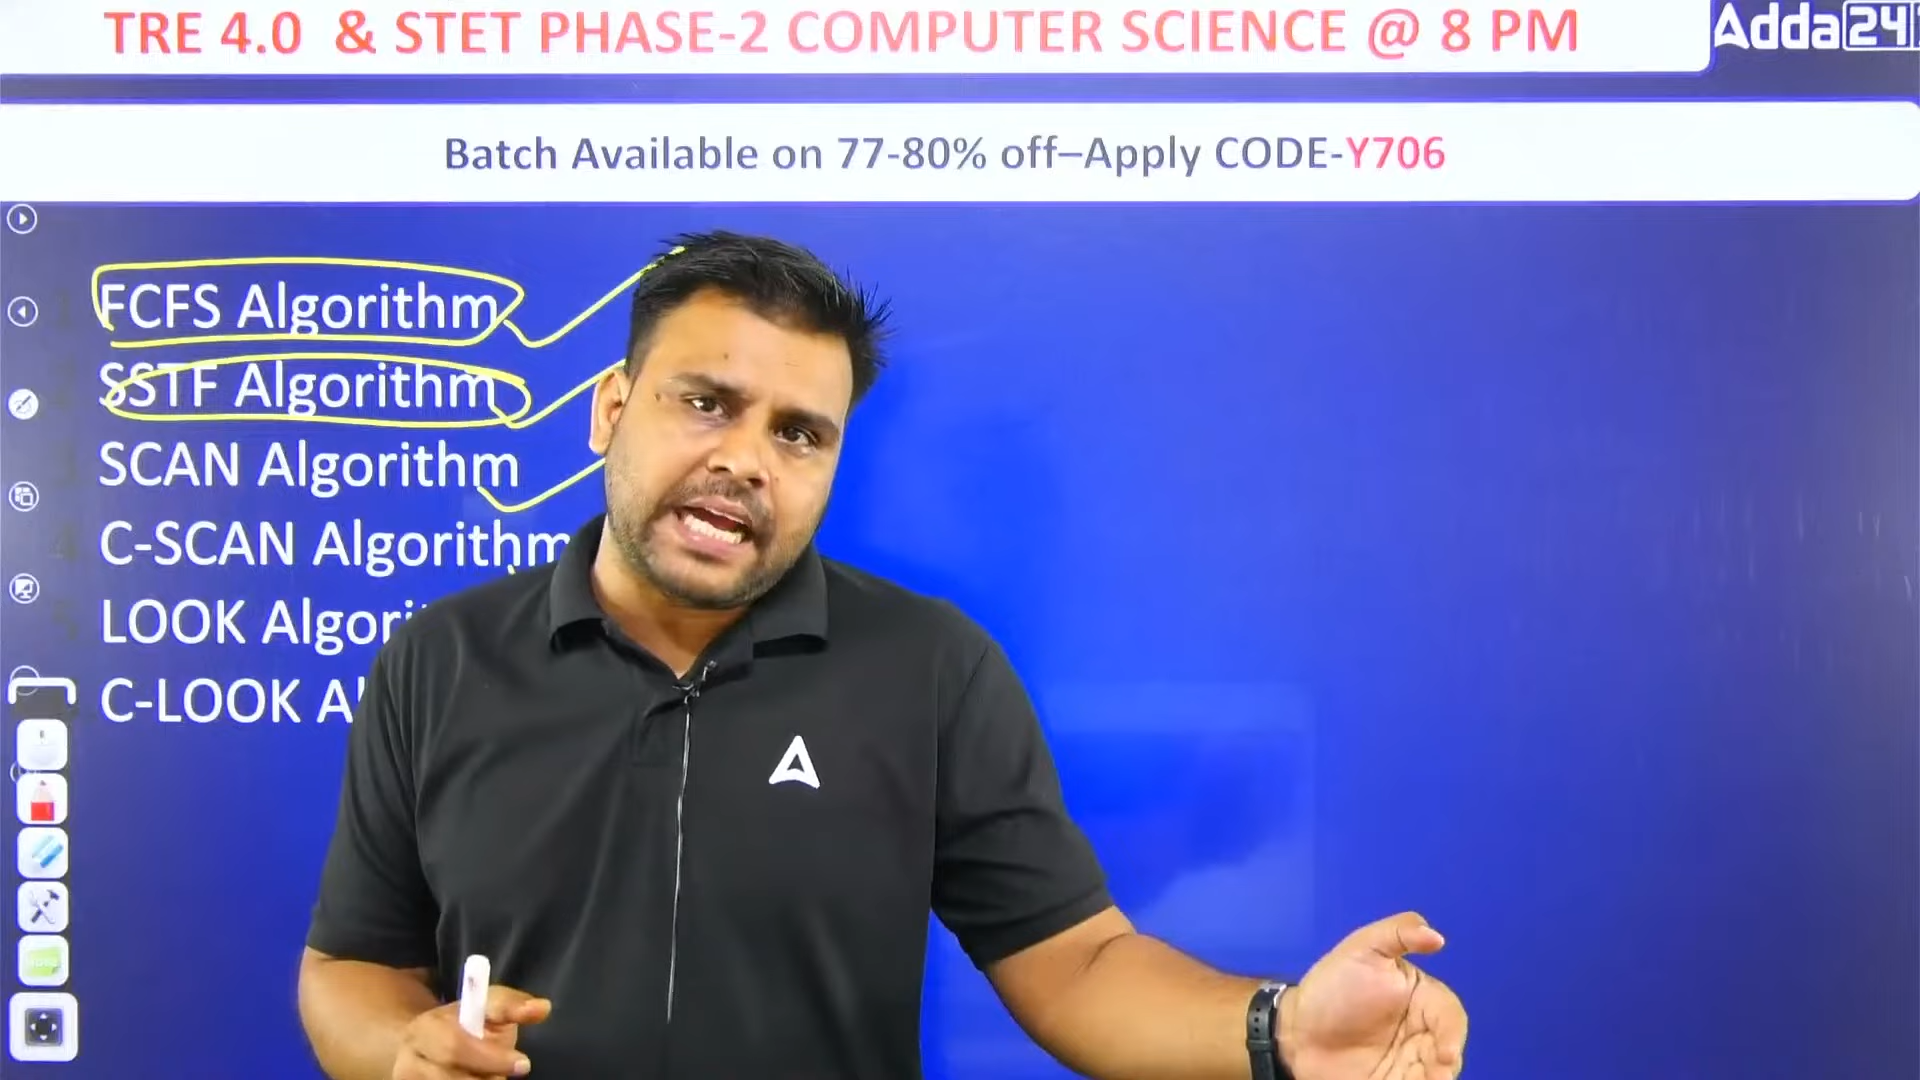 TRE 4.0 & STET PHASE-2 COMPUTER SCIENCE @ 8 PM
Adda24
Batch Available on 77-80% off–Apply CODE-Y706
FCFS Algorithm
SSTF Algorithm
SCAN Algorithm
C-SCAN Algorithm
LOOK
C-LOOK